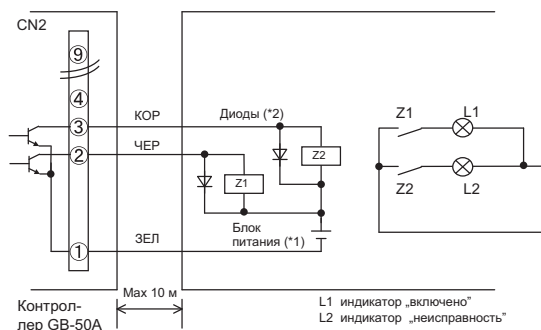 CN2
⑨
④
③
②
①
КОР
ЧЕР
ЗЕЛ
Диоды (*2)
Z2
Z1
Блок
питания (*1)
Z1
L1
Z2
L2
Контрол-
лер GB-50A
Max 10 м
L1 индикатор „включено”
L2 индикатор „неисправность”